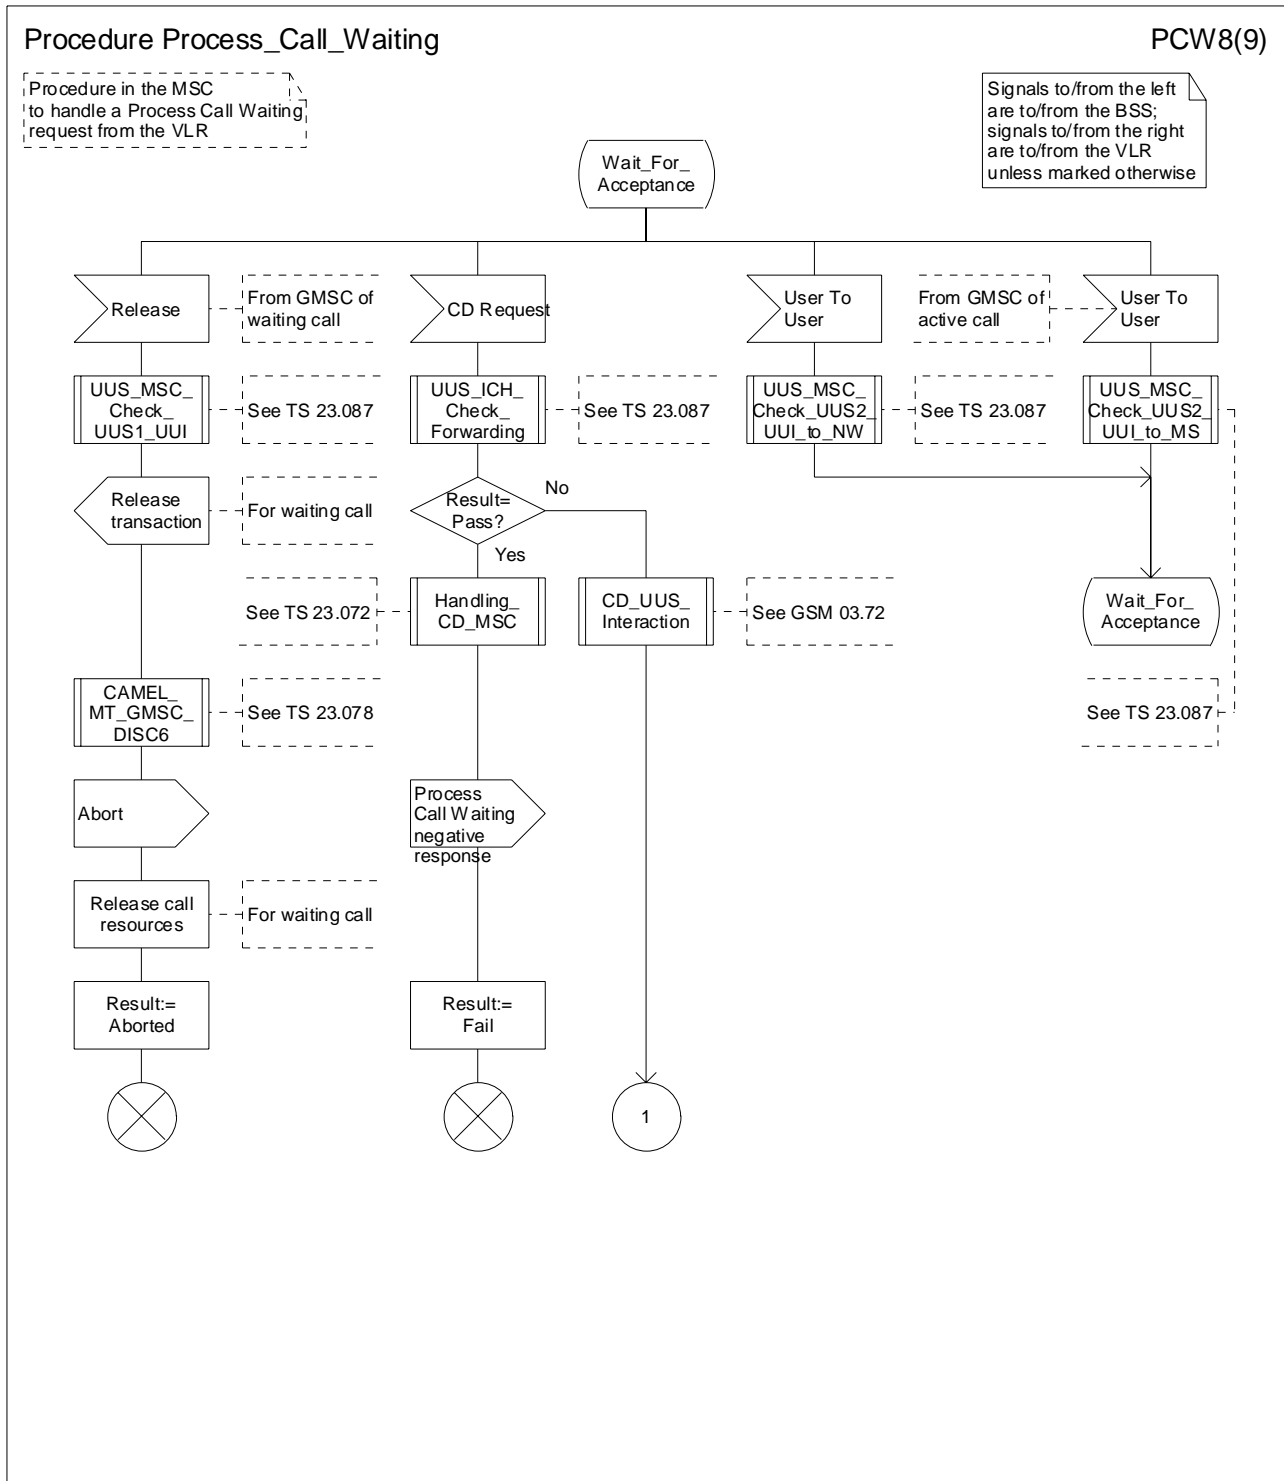 Procedure Process_Call_Waiting
PCW8(9)
Procedure in the MSC
to handle a Process Call Waiting
request from the VLR
Signals to/from the left
are to/from the BSS;
signals to/from the right
are to/from the VLR
unless marked otherwise
Wait_For_
Acceptance
Release
From GMSC of
waiting call
CD Request
User To
User
From GMSC of
active call
User To
User
UUS_MSC_
Check_
UUS1_UUI
See TS 23.087
UUS_ICH_
Check_
Forwarding
See TS 23.087
UUS_MSC_
Check_UUS2_
UUI_to_NW
See TS 23.087
UUS_MSC_
Check_UUS2_
UUI_to_MS
Release
transaction
For waiting call
Result=
Pass?
No
Yes
See TS 23.072
Handling_
CD_MSC
CD_UUS_
Interaction
See GSM 03.72
Wait_For_
Acceptance
CAMEL_
MT_GMSC_
DISC6
See TS 23.078
See TS 23.087
Abort
Process
Call Waiting
negative
response
Release call
resources
For waiting call
Result:=
Aborted
Result:=
Fail
1